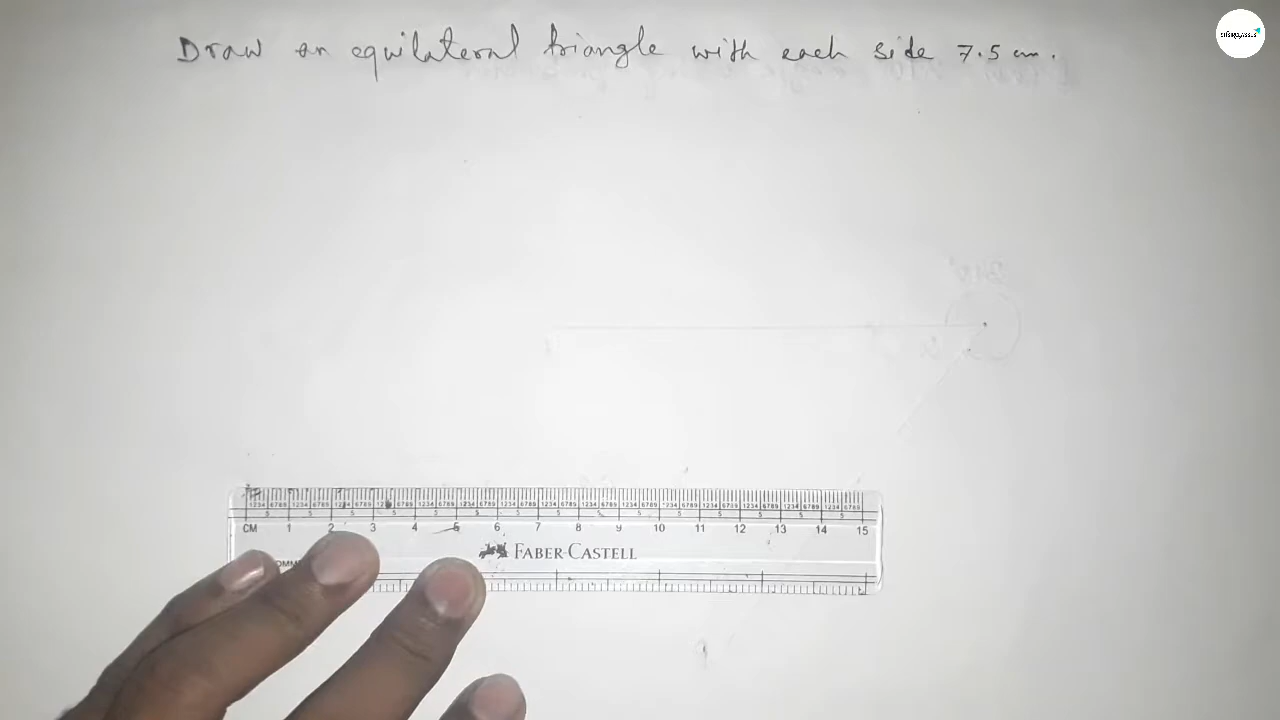 Draw an equilateral triangle with each side 7.5 cm.
CM 1 2 3 4 5 6 7 8 9 10 11 12 13 14 15
FABER-CASTELL